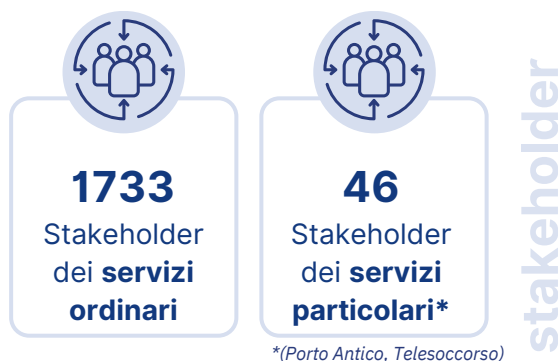 1733
Stakeholder
dei servizi
ordinari
46
Stakeholder
dei servizi
particolari*
*(Porto Antico, Telesoccorso)
stakeholder